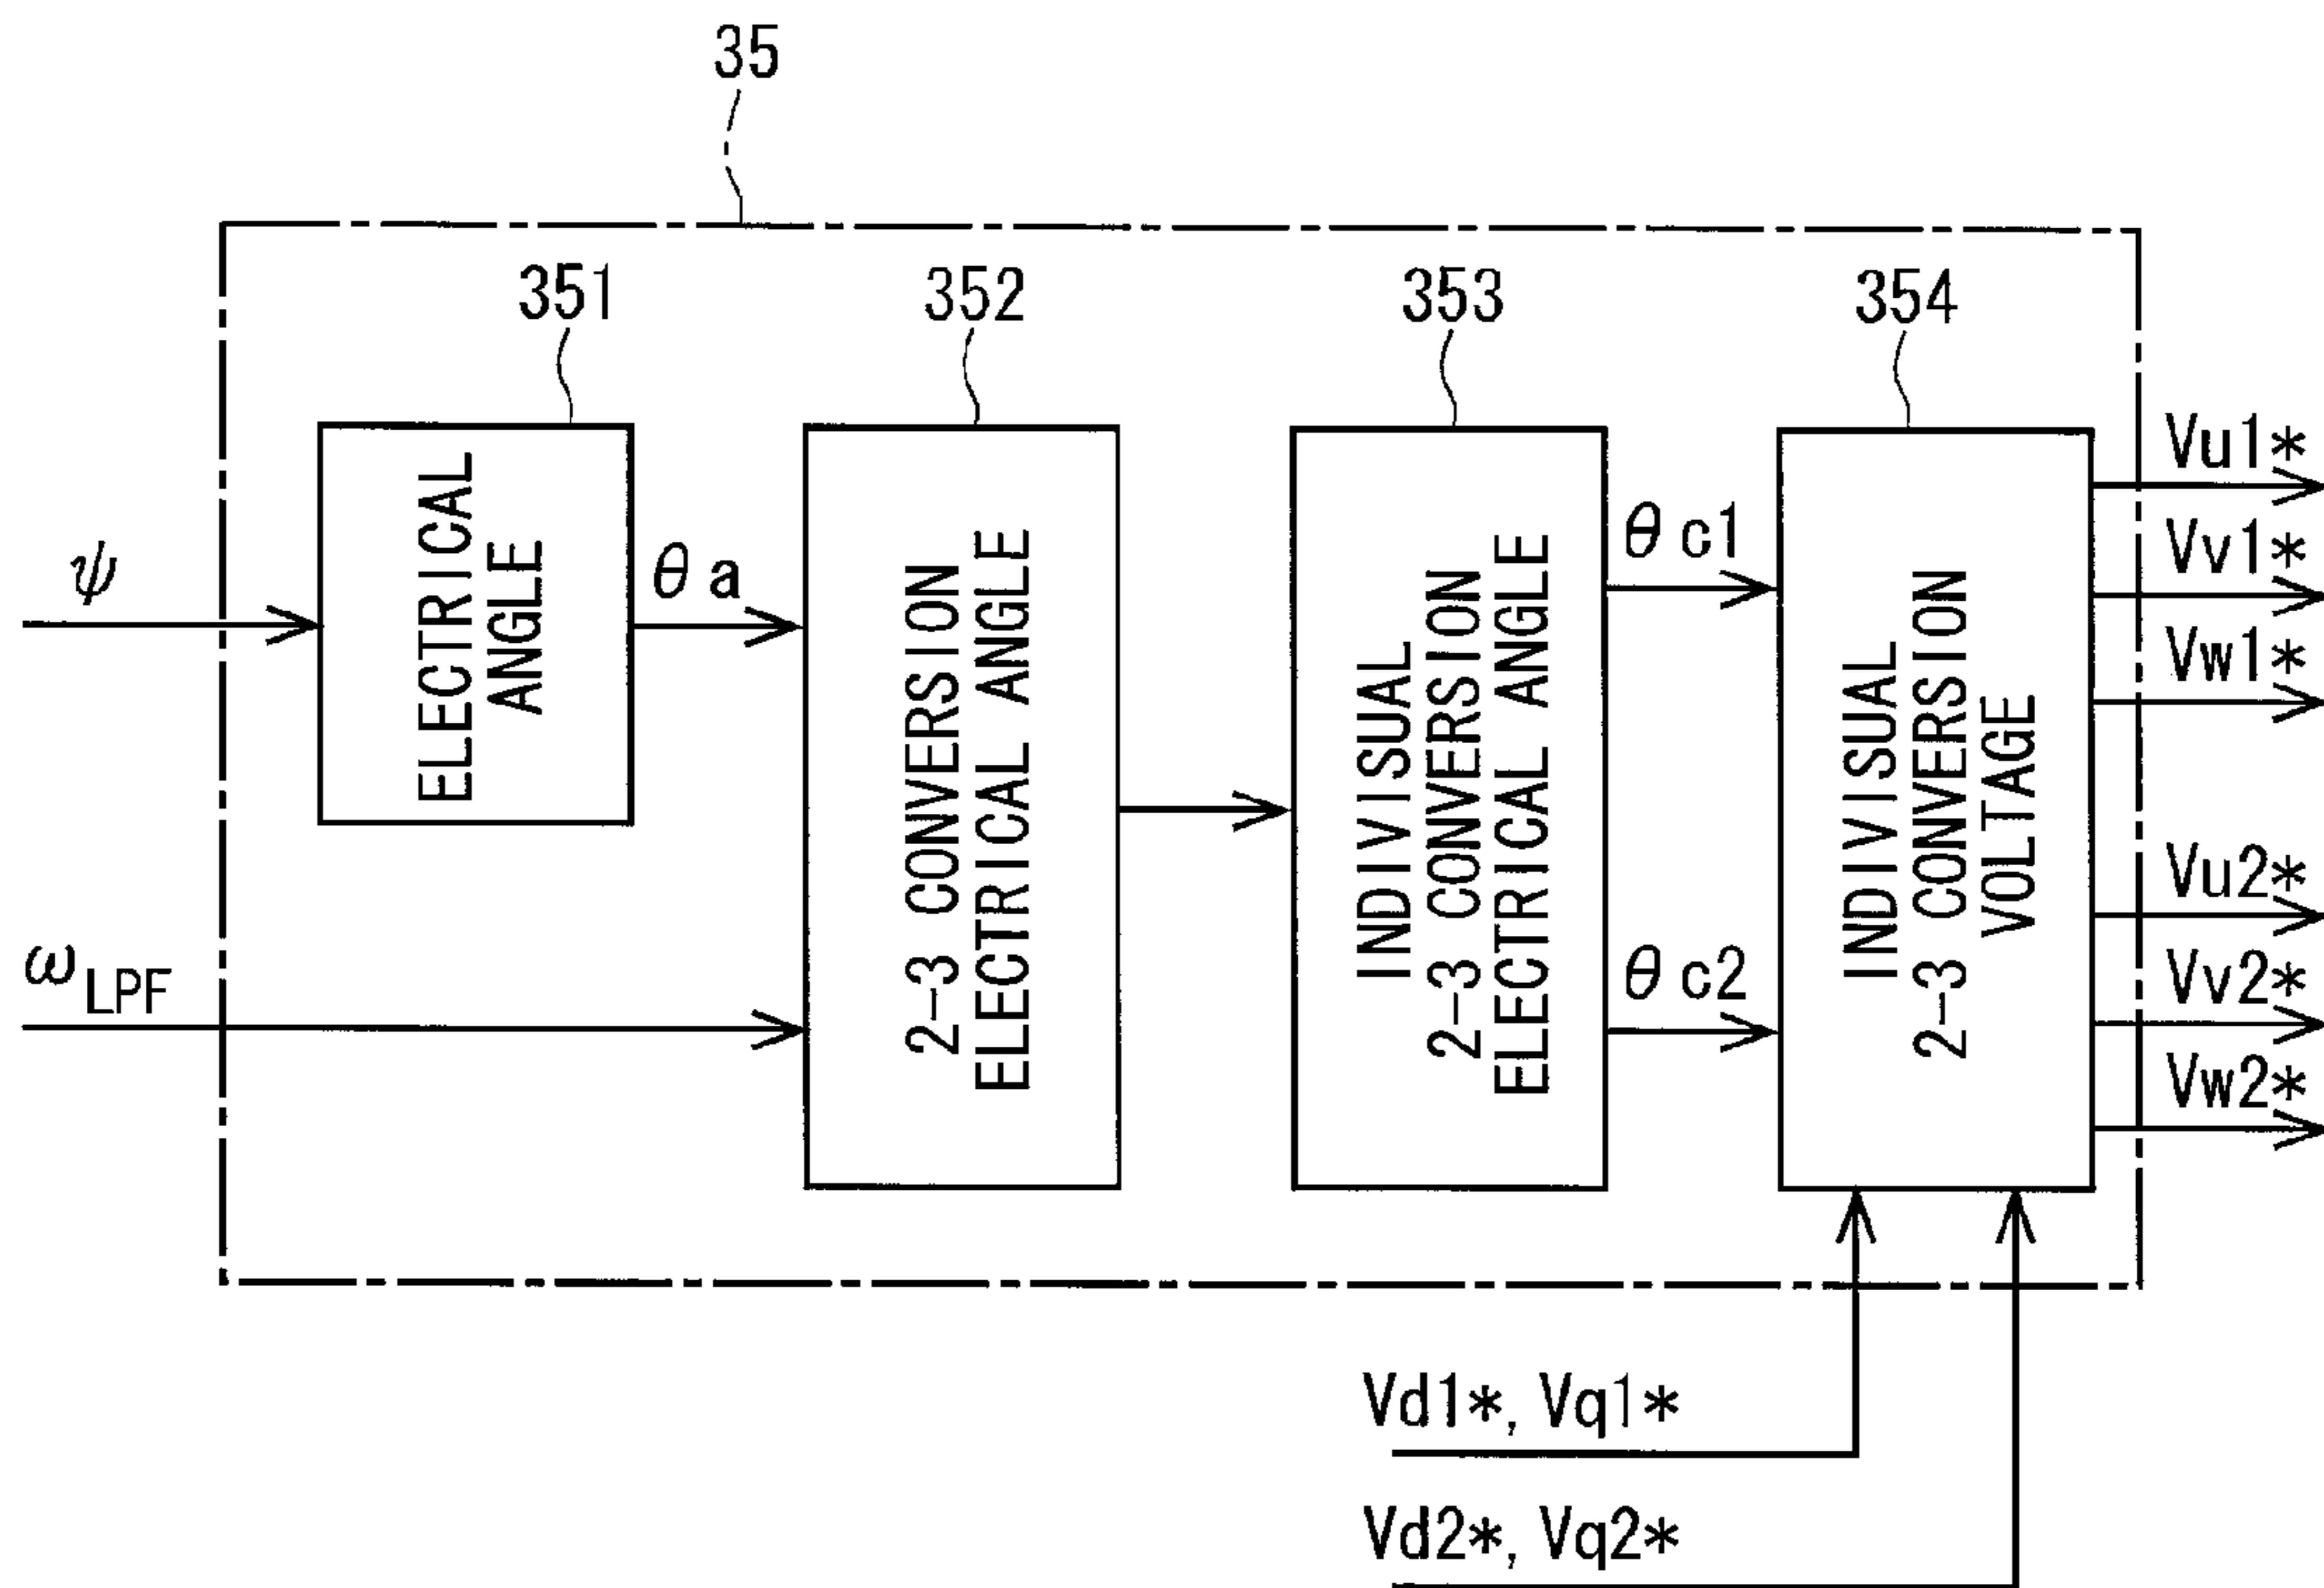 35
351
352
353
354
ψ
ωLPF
ELECTRICAL
ANGLE
θa
2-3 CONVERSION
ELECTRICAL ANGLE
INDIVISUAL
2-3 CONVERSION
ELECTRICAL ANGLE
θc1
θc2
INDIVISUAL
2-3 CONVERSION
VOLTAGE
Vu1*
Vv1*
Vw1*
Vu2*
Vv2*
Vw2*
Vd1*, Vq1*
Vd2*, Vq2*